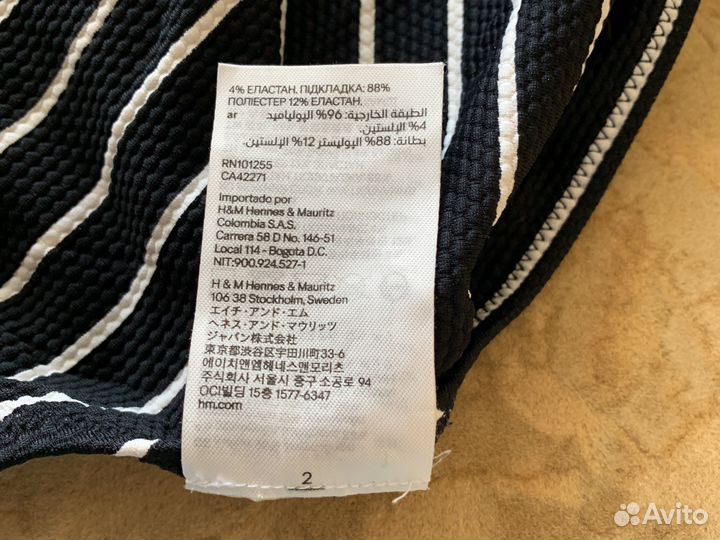 4% ЕЛАСТАН. ПІДКЛАДКА: 88%
ПОЛІЕСТЕР 12% ЕЛАСТАН.
ar الطبقة الخارجية: 96% البولياميد
4% الإلستين.
بطانة: 88% البوليستر 12% الإلستين.
RN101255
CA42271
Importado por
H&M Hennes & Mauritz
Colombia S.A.S.
Carrera 58 D No. 146-51
Local 114 - Bogota D.C.
NIT:900.924.527-1
H & M Hennes & Mauritz
106 38 Stockholm, Sweden
エイチ・アンド・エム
ヘネス・アンド・マウリッツ
ジャパン株式会社
東京都渋谷区宇田川町33-6
에이치앤엠헤네스앤모리츠
주식회사 서울시 중구 소공로 94
OCI빌딩 15층 1577-6347
hm.com
2
Avito